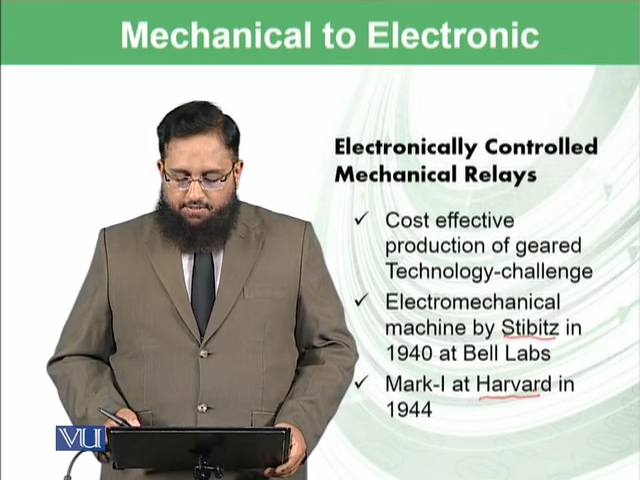 Mechanical to Electronic
Electronically Controlled
Mechanical Relays
✓ Cost effective
production of geared
Technology-challenge
✓ Electromechanical
machine by Stibitz in
1940 at Bell Labs
✓ Mark-I at Harvard in
1944
VU